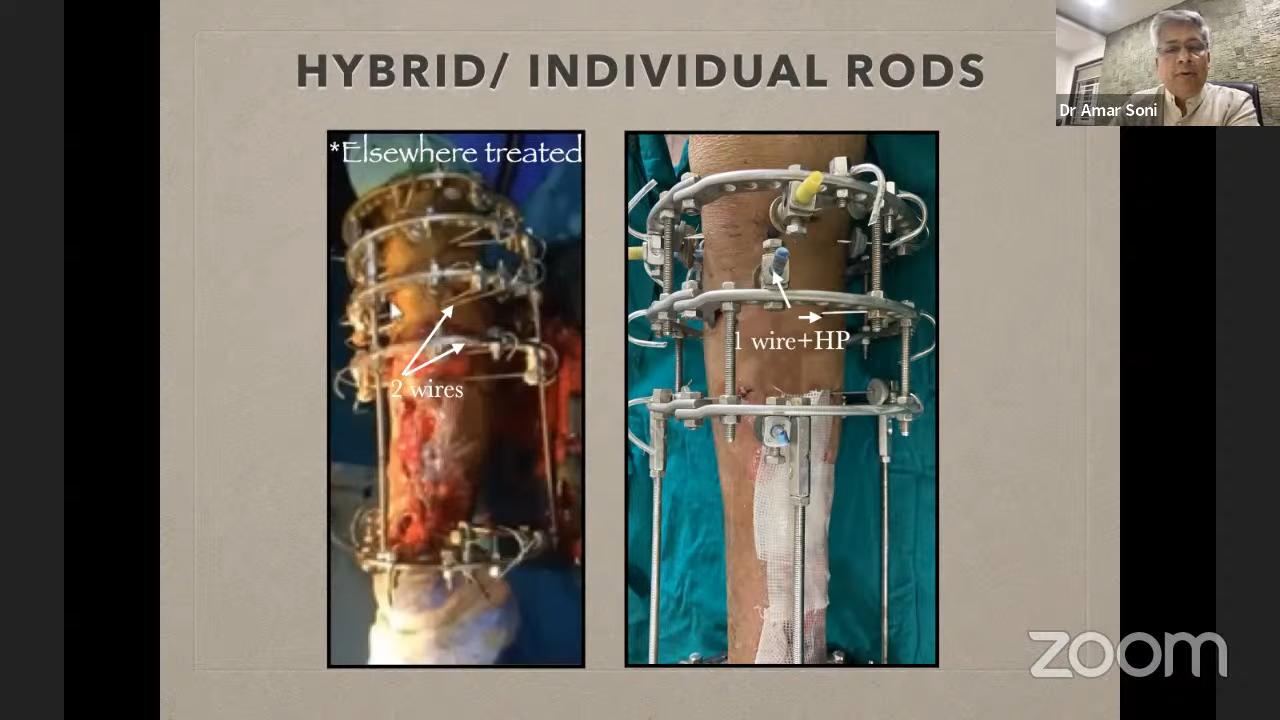 HYBRID/ INDIVIDUAL RODS
Dr Amar Soni
*Elsewhere treated
2 wires
1 wire+HP
zoom